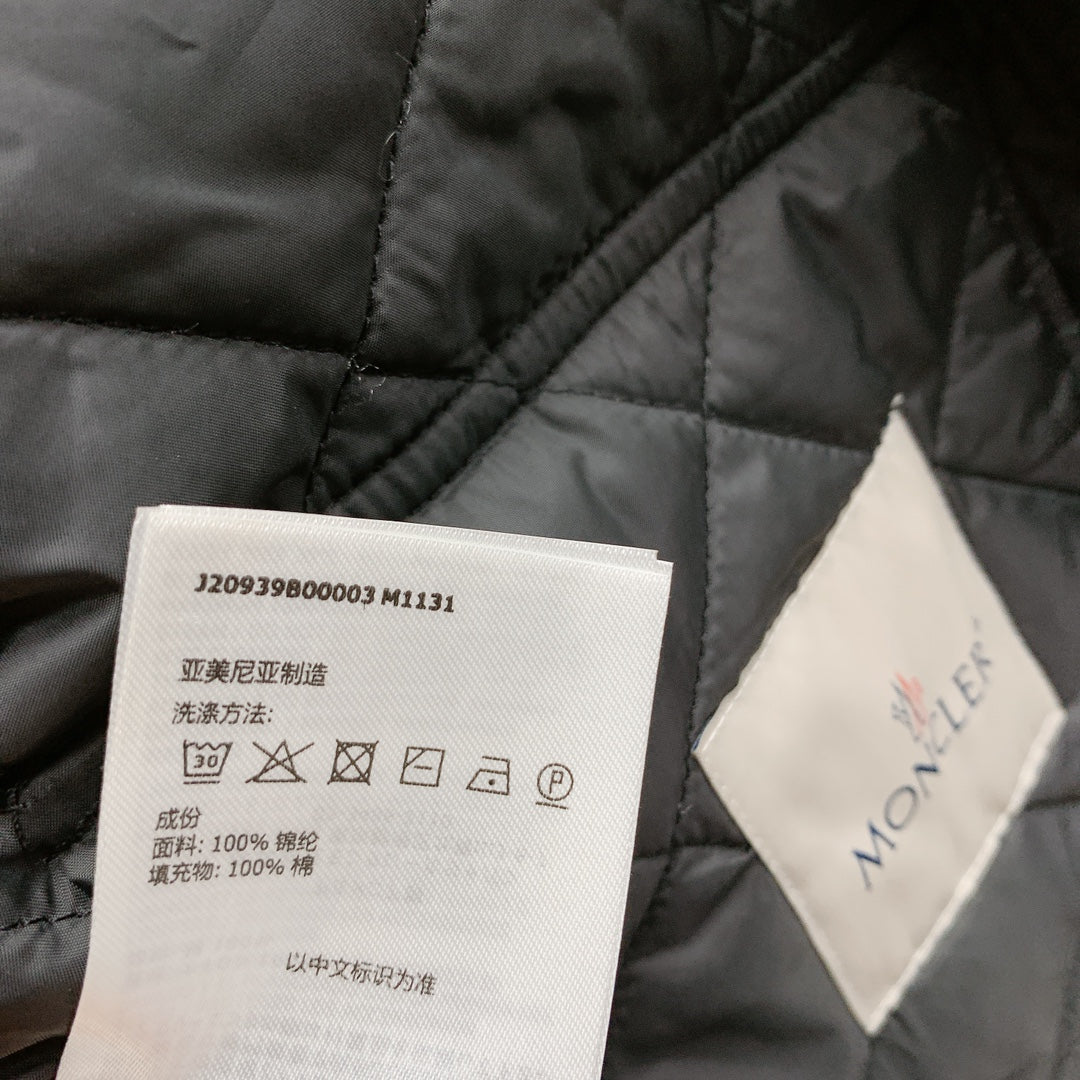 J20939B00003 M1131
亚美尼亚制造
洗涤方法:
30
P
成份
面料: 100% 锦纶
填充物: 100% 棉
以中文标识为准
MONCLER